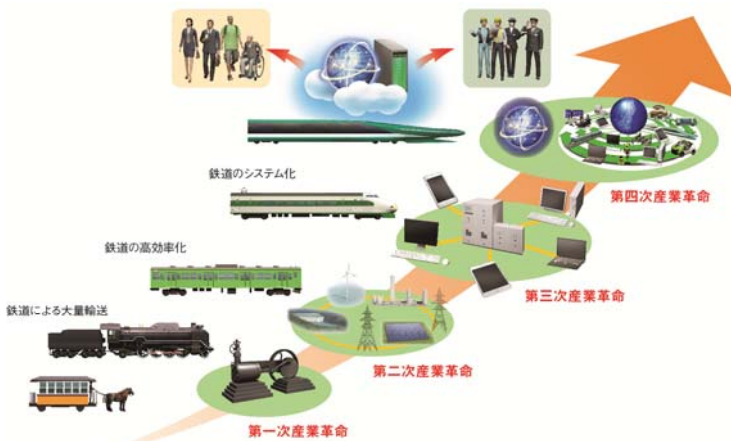 鉄道のシステム化
第四次産業革命
鉄道の高効率化
第三次産業革命
鉄道による大量輸送
第二次産業革命
第一次産業革命